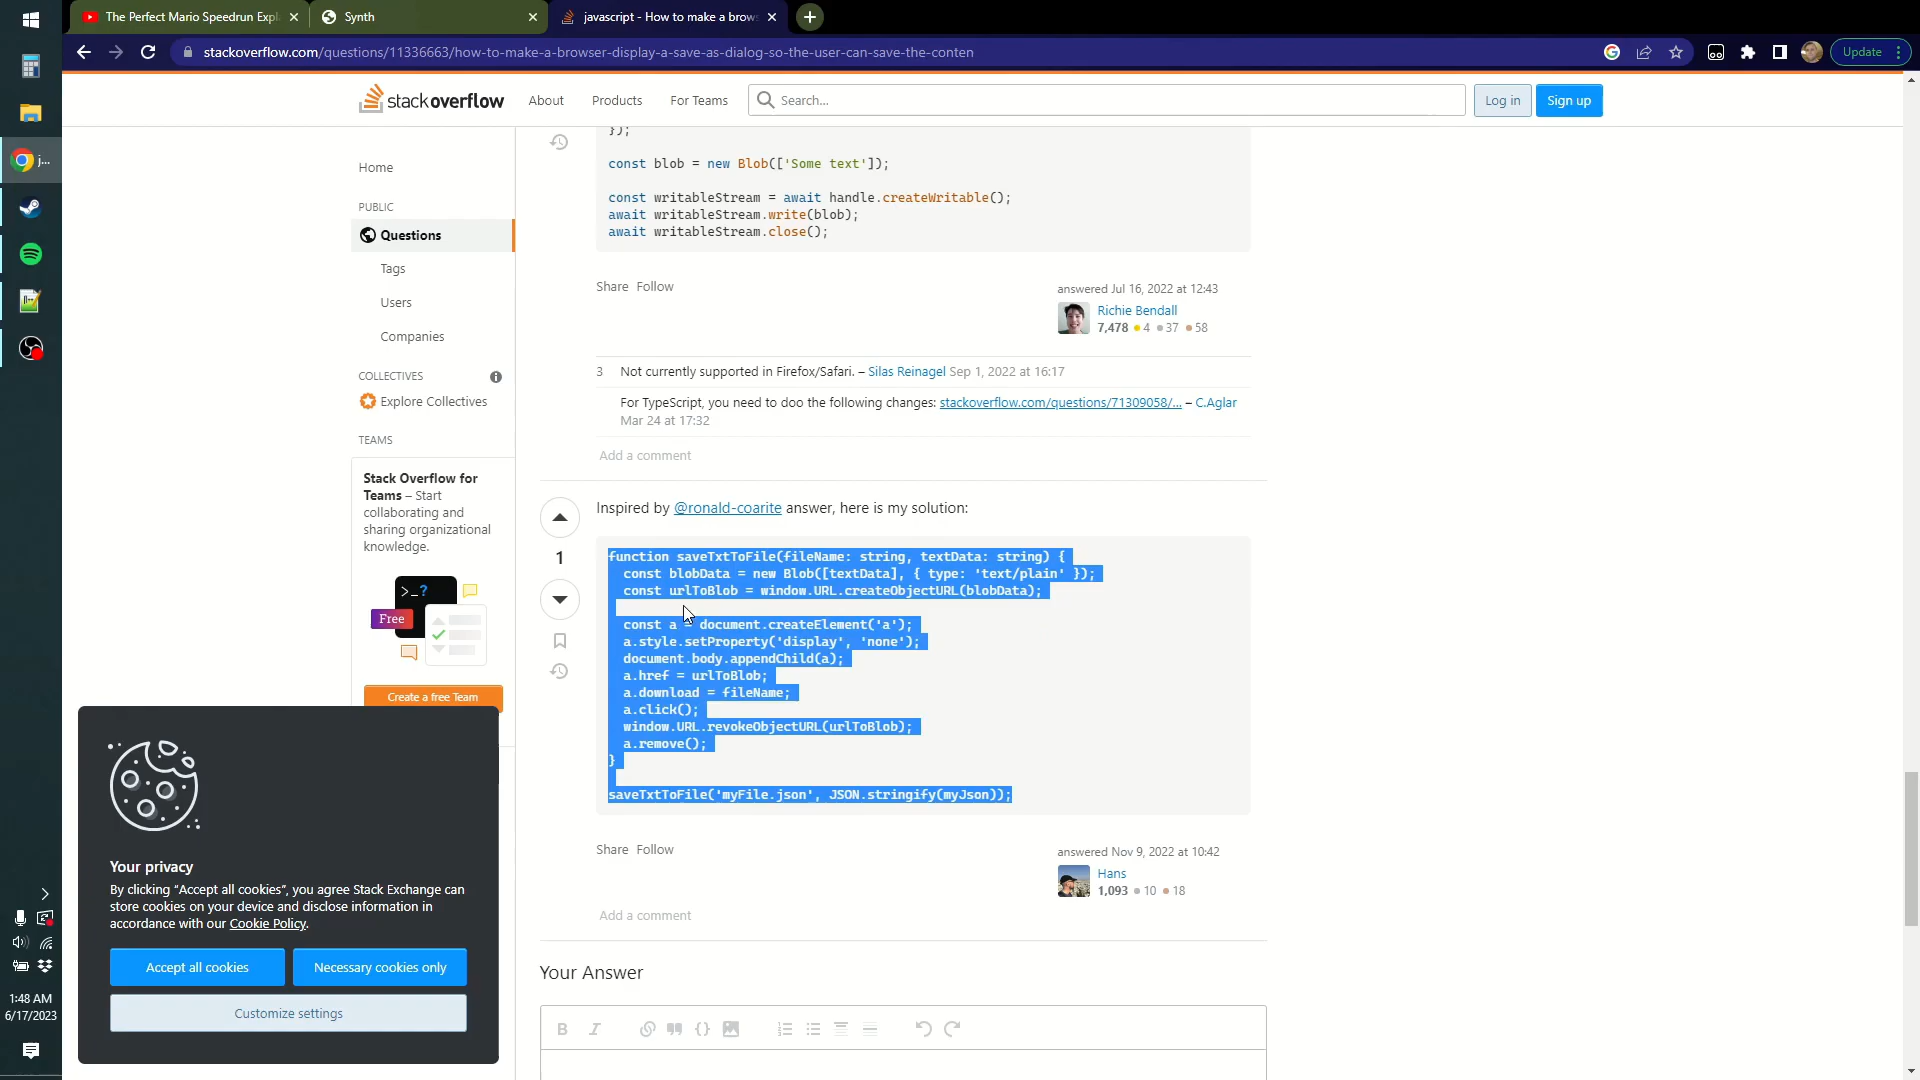 The Perfect Mario Speedrun Expl
Synth
javascript - How to make a brow
stackoverflow.com/questions/11336663/how-to-make-a-browser-display-a-save-as-dialog-so-the-user-can-save-the-conten
Update
j...
stackoverflow
About
Products
For Teams
Search...
Log in
Sign up
Home
PUBLIC
Questions
Tags
Users
Companies
COLLECTIVES
Explore Collectives
TEAMS
Stack Overflow for
Teams – Start
collaborating and
sharing organizational
knowledge.
>_?
Free
Create a free Team
});
const blob = new Blob(['Some text']);
const writableStream = await handle.createWritable();
await writableStream.write(blob);
await writableStream.close();
Share Follow
answered Jul 16, 2022 at 12:43
Richie Bendall
7,478 4 37 58
3 Not currently supported in Firefox/Safari. – Silas Reinagel Sep 1, 2022 at 16:17
For TypeScript, you need to doo the following changes: stackoverflow.com/questions/71309058/... – C.Aglar
Mar 24 at 17:32
Add a comment
Inspired by @ronald-coarite answer, here is my solution:
1
function saveTxtToFile(fileName: string, textData: string) {
const blobData = new Blob([textData], { type: 'text/plain' });
const urlToBlob = window.URL.createObjectURL(blobData);
const a = document.createElement('a');
a.style.setProperty('display', 'none');
document.body.appendChild(a);
a.href = urlToBlob;
a.download = fileName;
a.click();
window.URL.revokeObjectURL(urlToBlob);
a.remove();
}
saveTxtToFile('myFile.json', JSON.stringify(myJson));
Share Follow
answered Nov 9, 2022 at 10:42
Hans
1,093 10 18
Add a comment
Your Answer
B I
Your privacy
By clicking “Accept all cookies”, you agree Stack Exchange can
store cookies on your device and disclose information in
accordance with our Cookie Policy.
Accept all cookies
Necessary cookies only
Customize settings
1:48 AM
6/17/2023